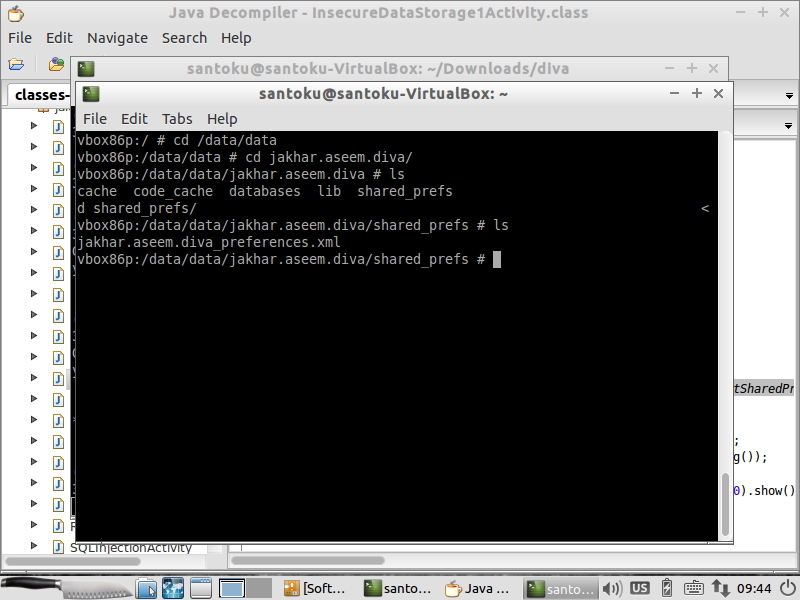 Java Decompiler - InsecureDataStorage1Activity.class
File Edit Navigate Search Help
santoku@santoku-VirtualBox: ~/Downloads/diva
classes-
santoku@santoku-VirtualBox: ~
File Edit Tabs Help
vbox86p:/ # cd /data/data
vbox86p:/data/data # cd jakhar.aseem.diva/
vbox86p:/data/data/jakhar.aseem.diva # ls
cache code_cache databases lib shared_prefs
d shared_prefs/ <
vbox86p:/data/data/jakhar.aseem.diva/shared_prefs # ls
jakhar.aseem.diva_preferences.xml
vbox86p:/data/data/jakhar.aseem.diva/shared_prefs #
tSharedPr
;
g());
0).show()
SQLInjectionActivity
[Soft...
santo...
Java ...
santo...
US
09:44